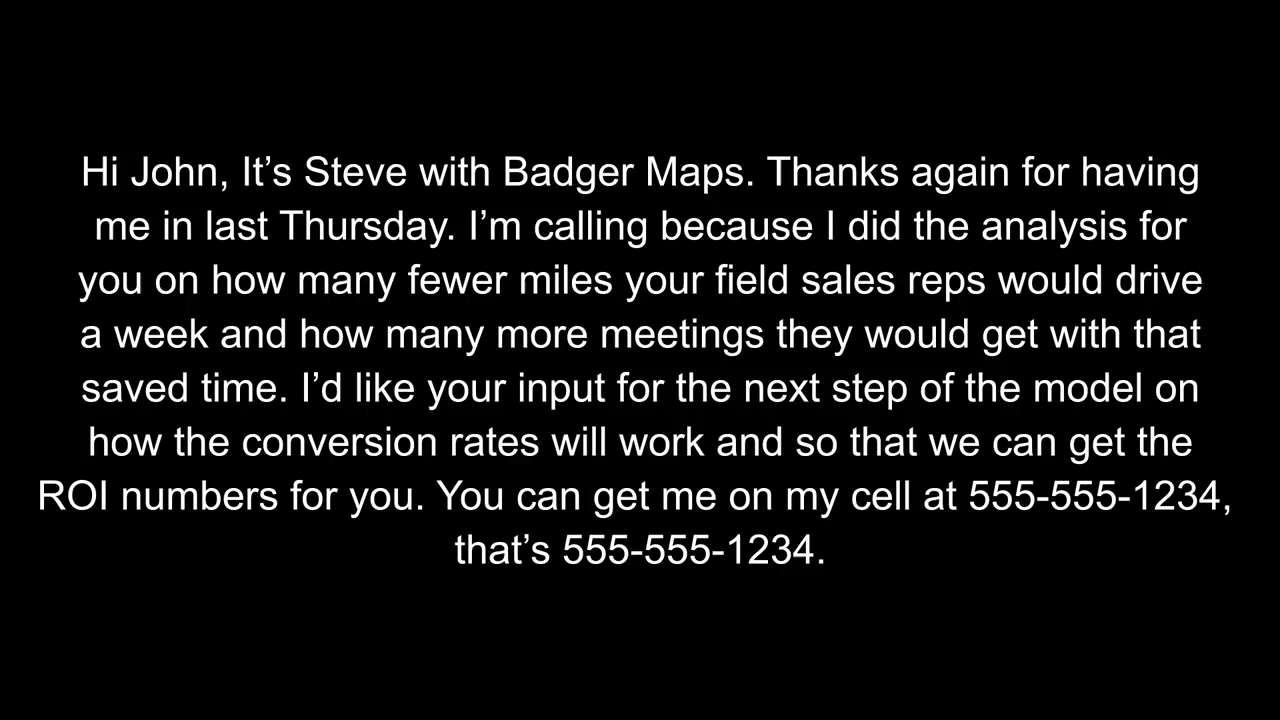 Hi John, It’s Steve with Badger Maps. Thanks again for having
me in last Thursday. I’m calling because I did the analysis for
you on how many fewer miles your field sales reps would drive
a week and how many more meetings they would get with that
saved time. I’d like your input for the next step of the model on
how the conversion rates will work and so that we can get the
ROI numbers for you. You can get me on my cell at 555-555-1234,
that’s 555-555-1234.